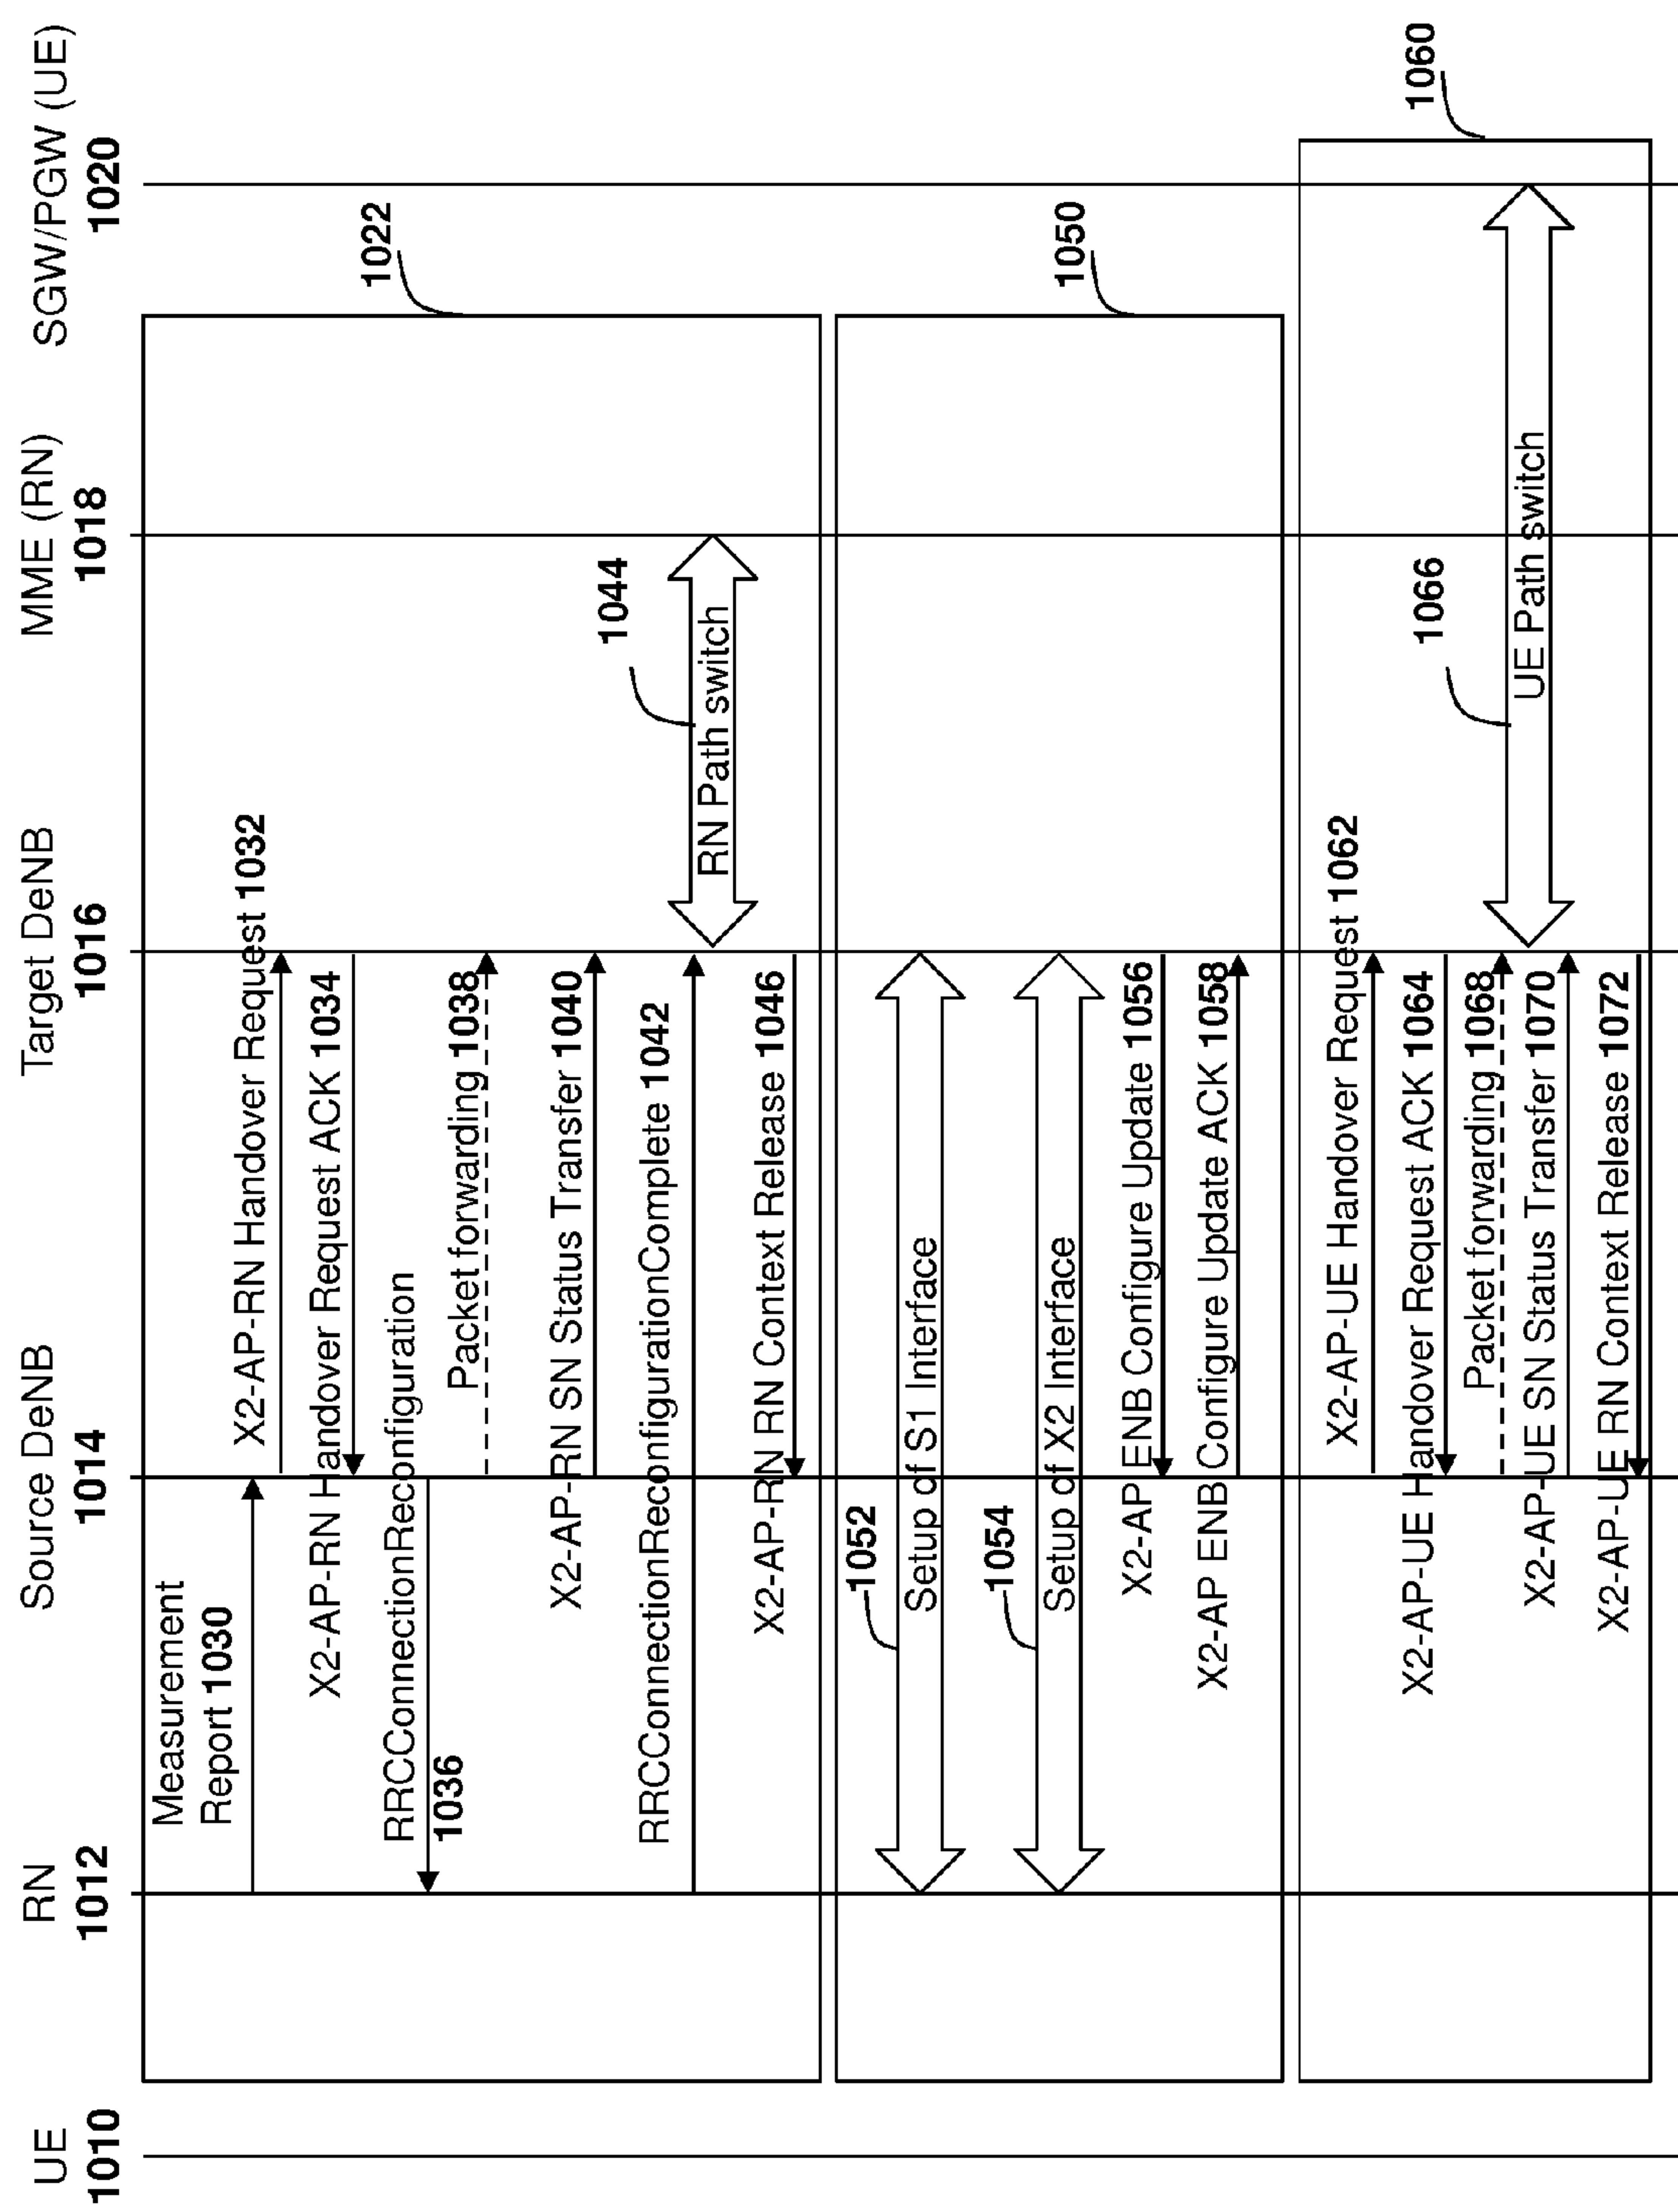 UE
1010
RN
1012
Source DeNB
1014
Target DeNB
1016
MME (RN)
1018
SGW/PGW (UE)
1020
1022
Measurement
Report 1030
X2-AP-RN Handover Request 1032
X2-AP-RN Handover Request ACK 1034
RRCConnectionReconfiguration
1036
Packet forwarding 1038
X2-AP-RN SN Status Transfer 1040
RRCConnectionReconfigurationComplete 1042
1044
RN Path switch
X2-AP-RN RN Context Release 1046
1050
1052
Setup of S1 Interface
1054
Setup of X2 Interface
X2-AP ENB Configure Update 1056
X2-AP ENB Configure Update ACK 1058
1060
X2-AP-UE Handover Request 1062
X2-AP-UE Handover Request ACK 1064
1066
UE Path switch
Packet forwarding 1068
X2-AP-UE SN Status Transfer 1070
X2-AP-UE RN Context Release 1072